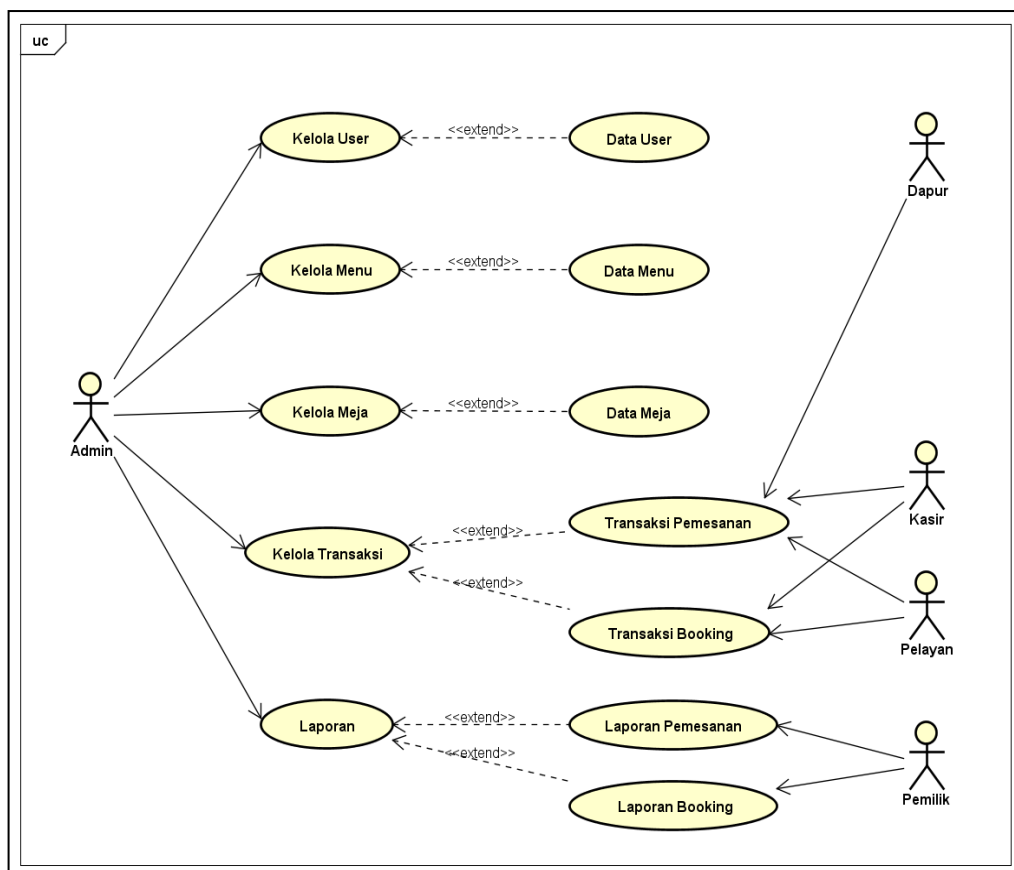 uc
Kelola User
<<extend>>
Data User
Dapur
Kelola Menu
<<extend>>
Data Menu
Admin
Kelola Meja
<<extend>>
Data Meja
Kasir
Kelola Transaksi
<<extend>>
Transaksi Pemesanan
<<extend>>
Transaksi Booking
Pelayan
Laporan
<<extend>>
Laporan Pemesanan
<<extend>>
Laporan Booking
Pemilik